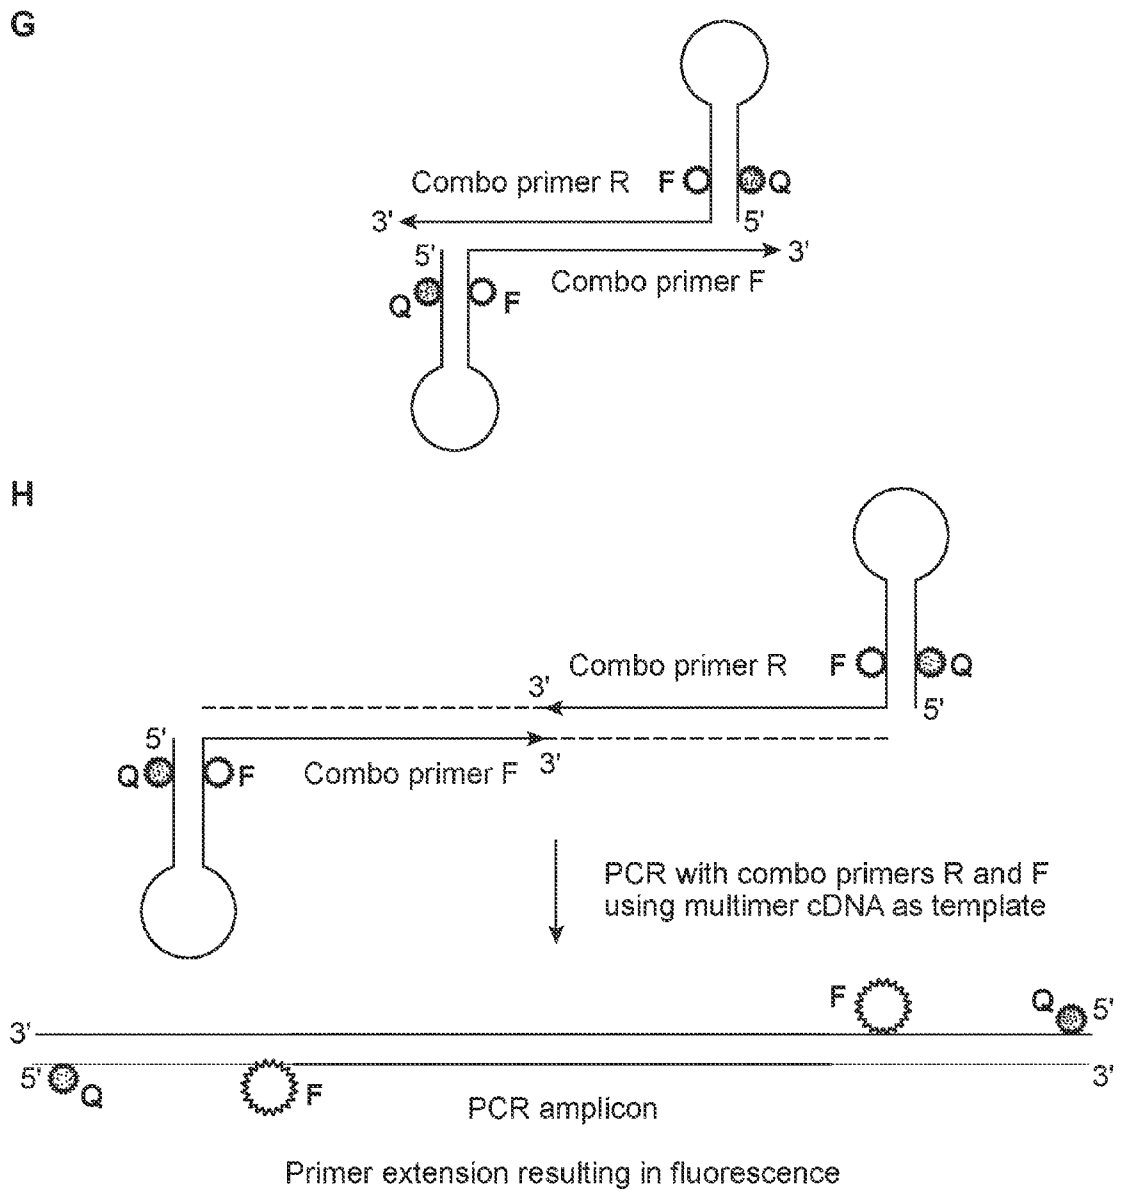 G
Combo primer R F Q
3' 5'
5' 3'
Combo primer F
Q F
H
Combo primer R F Q
3' 5'
5' 3'
Q F Combo primer F
PCR with combo primers R and F
using multimer cDNA as template
F Q 5'
3'
5' Q F 3'
PCR amplicon
Primer extension resulting in fluorescence